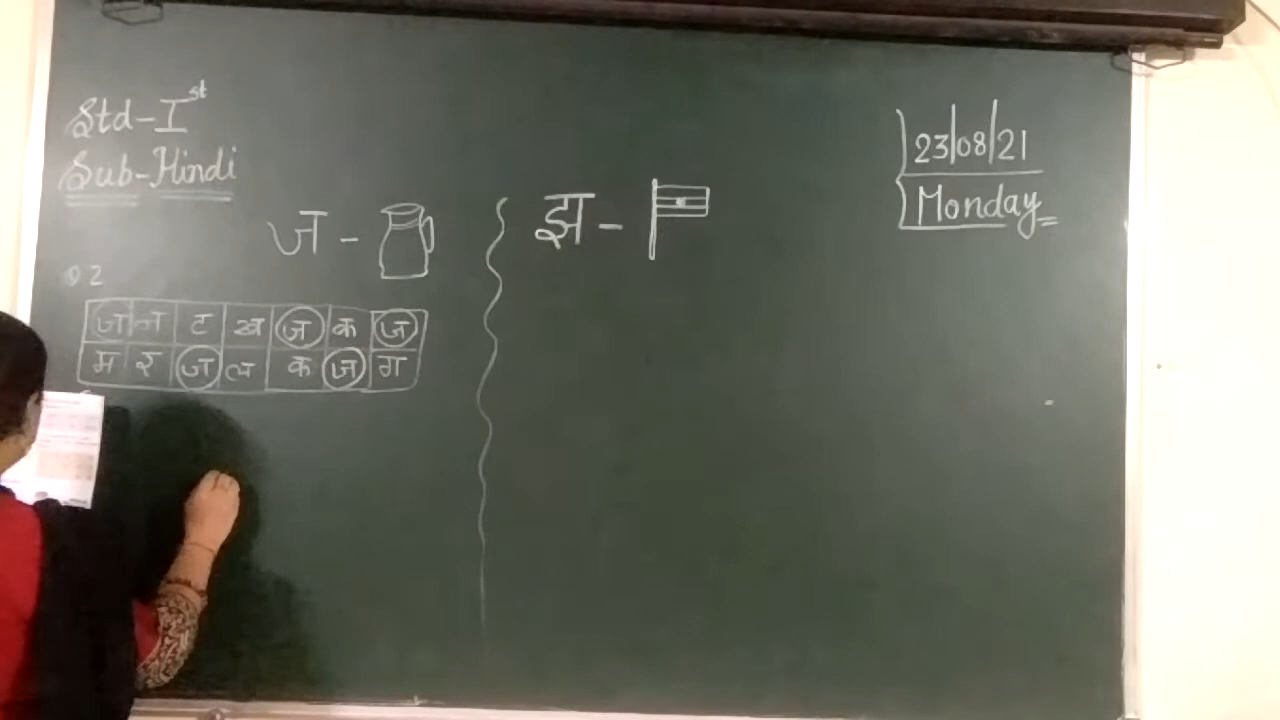 Std-Ist
Sub-Hindi
23/08/21
Monday
ज -
झ -
Q 2
ज न ट ख ज क ज
म र ज ल क ज ग